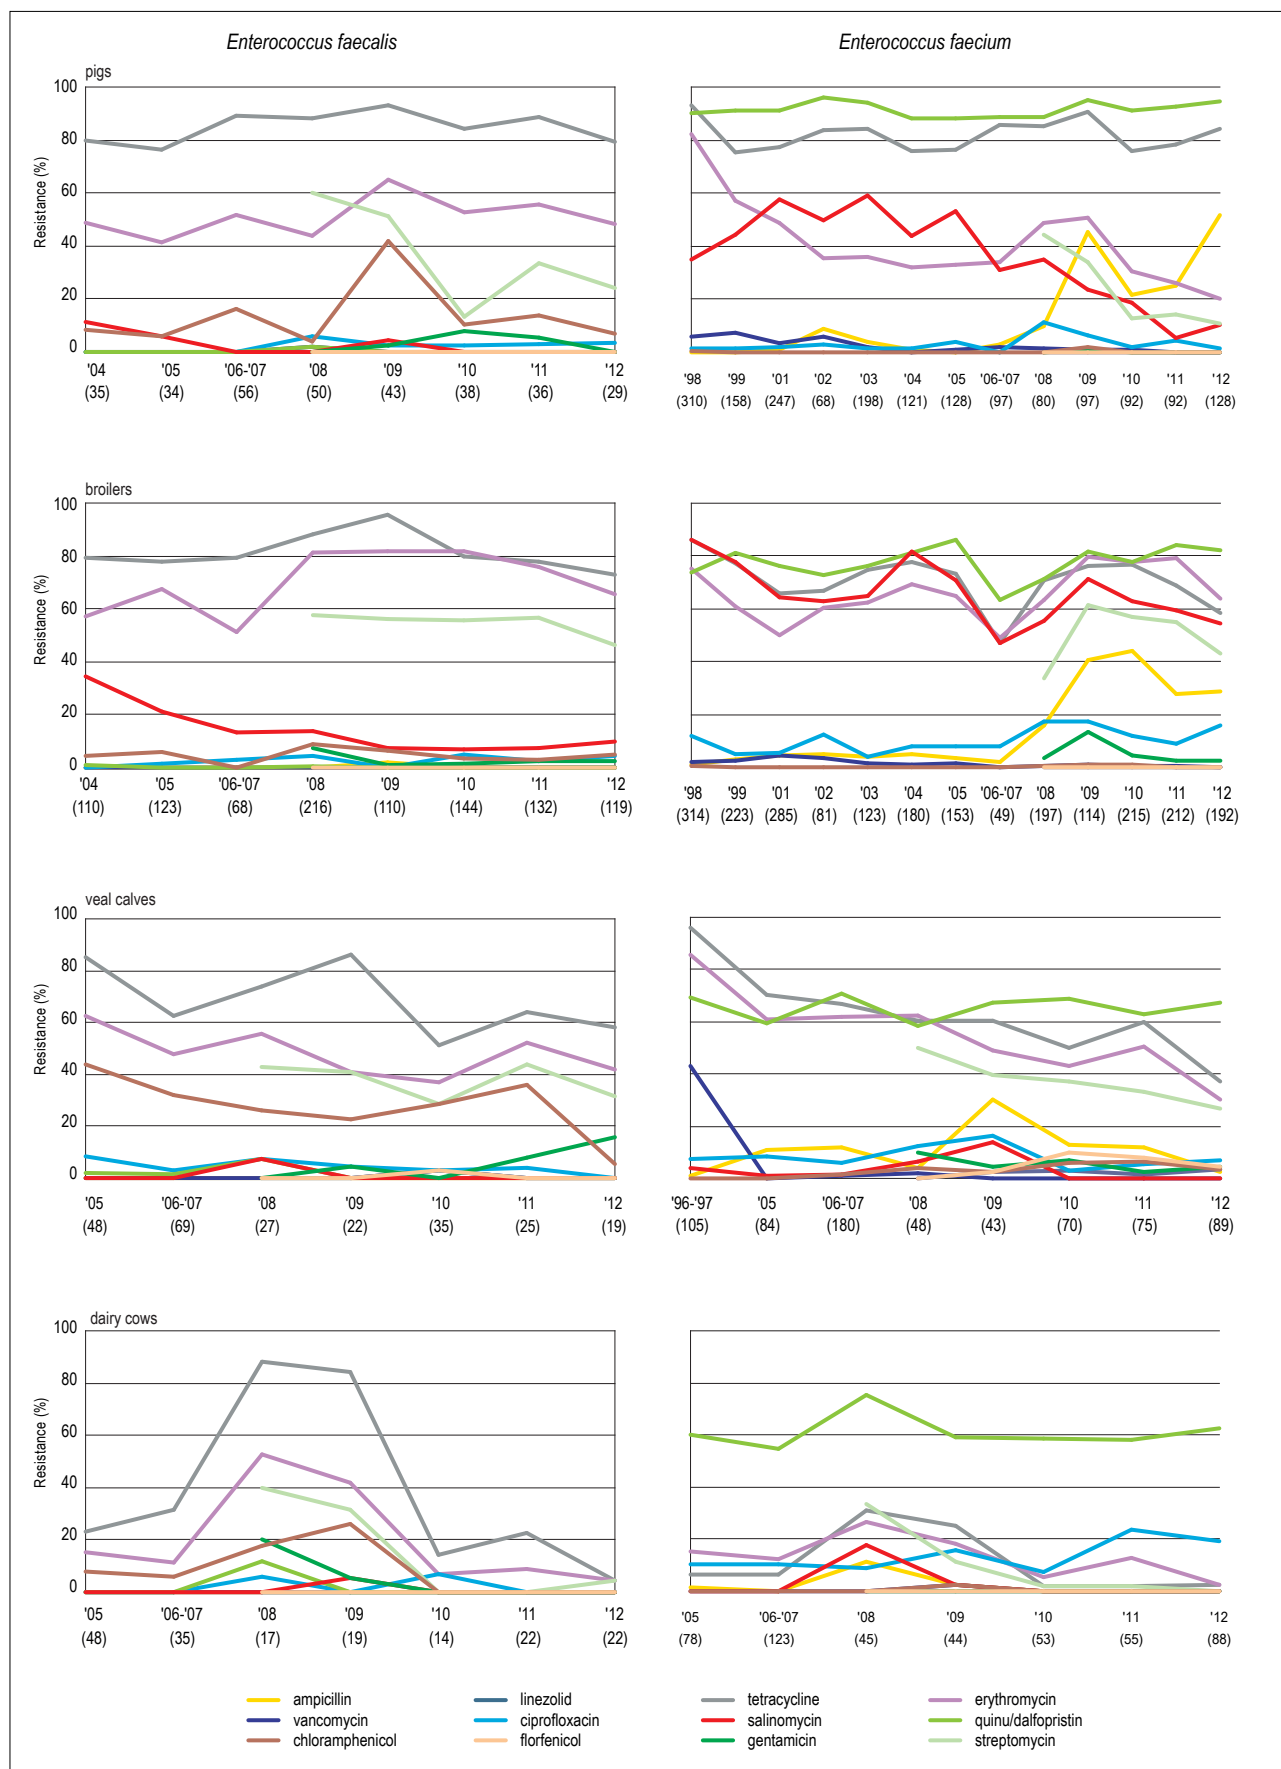 Enterococcus faecalis
Enterococcus faecium
pigs
Resistance (%)
100
80
60
40
20
0
'04 '05 '06-'07 '08 '09 '10 '11 '12
(35) (34) (56) (50) (43) (38) (36) (29)
'98 '99 '01 '02 '03 '04 '05 '06-'07 '08 '09 '10 '11 '12
(310) (158) (247) (68) (198) (121) (128) (97) (80) (97) (92) (92) (128)
broilers
Resistance (%)
100
80
60
40
20
0
'04 '05 '06-'07 '08 '09 '10 '11 '12
(110) (123) (68) (216) (110) (144) (132) (119)
'98 '99 '01 '02 '03 '04 '05 '06-'07 '08 '09 '10 '11 '12
(314) (223) (285) (81) (123) (180) (153) (49) (197) (114) (215) (212) (192)
veal calves
Resistance (%)
100
80
60
40
20
0
'05 '06-'07 '08 '09 '10 '11 '12
(48) (69) (27) (22) (35) (25) (19)
'96-'97 '05 '06-'07 '08 '09 '10 '11 '12
(105) (84) (180) (48) (43) (70) (75) (89)
dairy cows
Resistance (%)
100
80
60
40
20
0
'05 '06-'07 '08 '09 '10 '11 '12
(48) (35) (17) (19) (14) (22) (22)
'05 '06-'07 '08 '09 '10 '11 '12
(78) (123) (45) (44) (53) (55) (88)
ampicillin linezolid tetracycline erythromycin
vancomycin ciprofloxacin salinomycin quinu/dalfopristin
chloramphenicol florfenicol gentamicin streptomycin